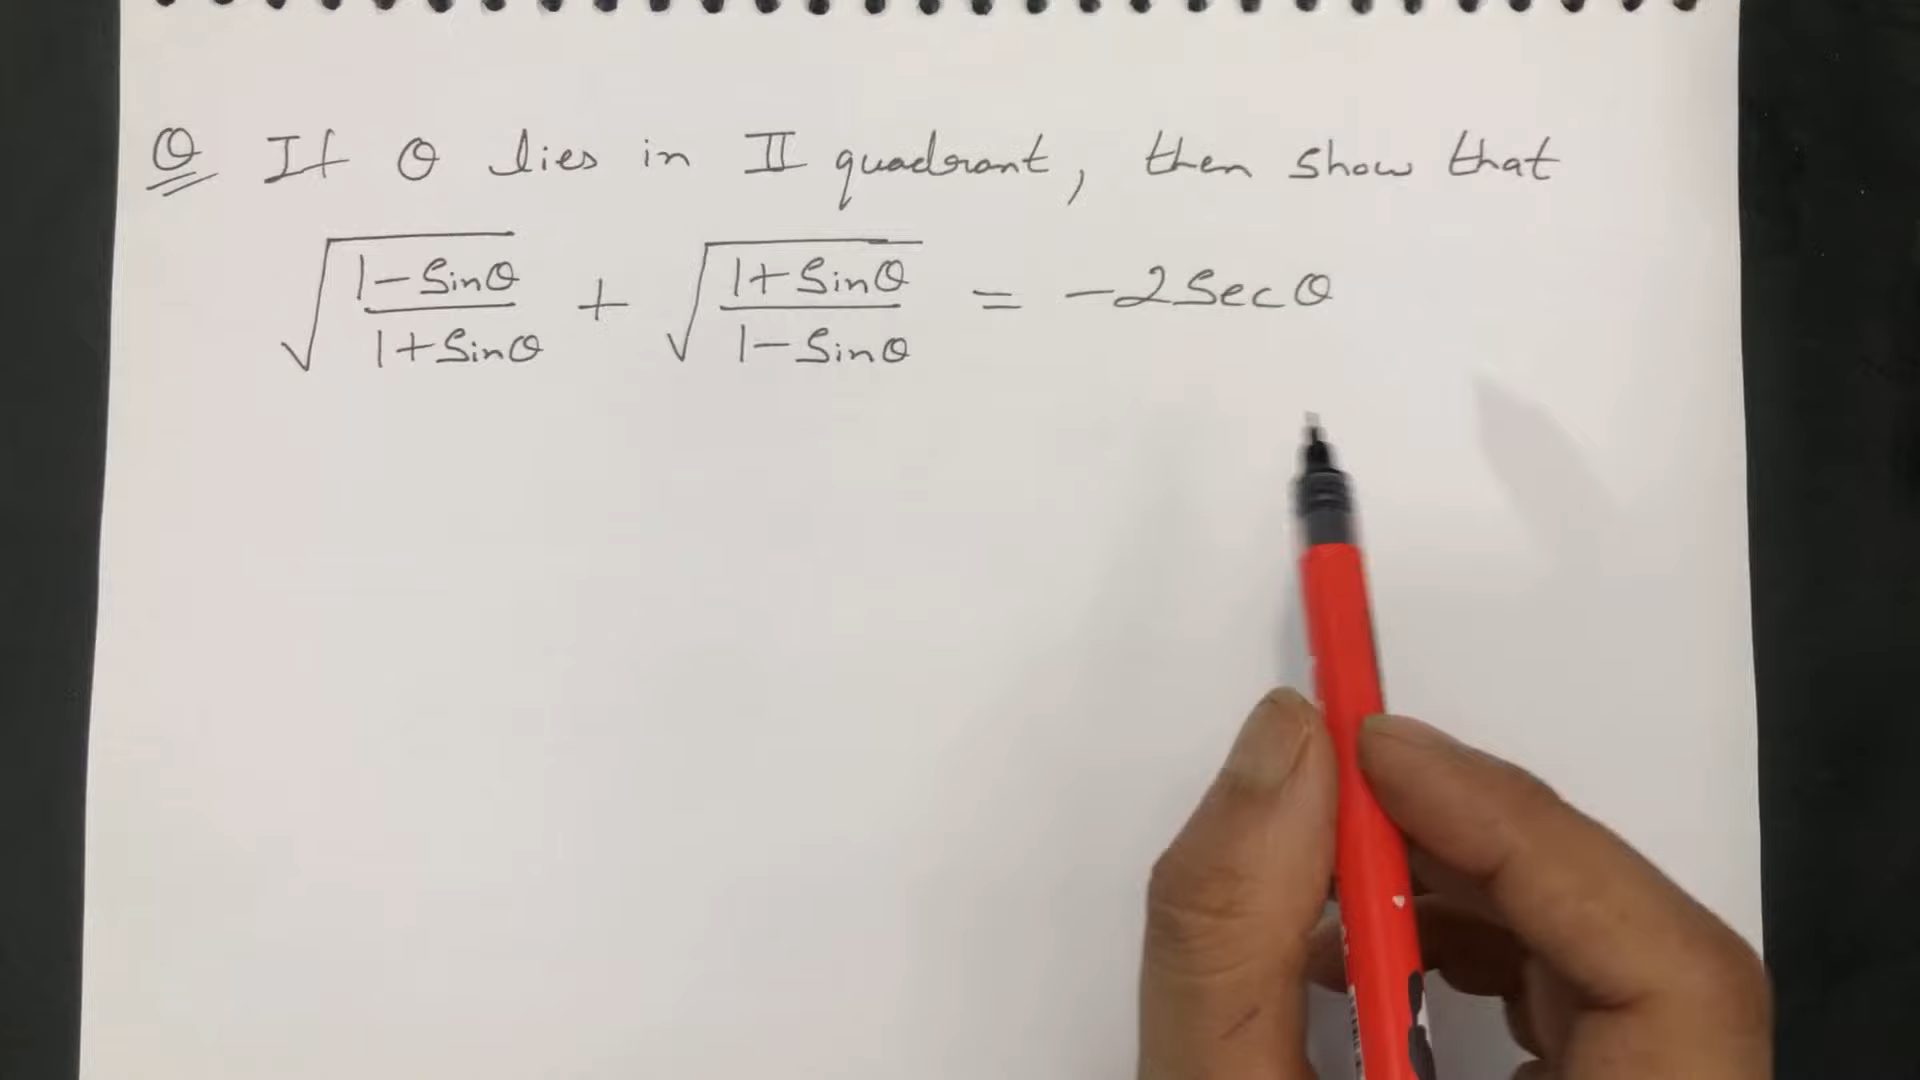 Q If θ lies in II quadrant, then show that
√((1-Sinθ)/(1+Sinθ)) + √((1+Sinθ)/(1-Sinθ)) = -2Secθ